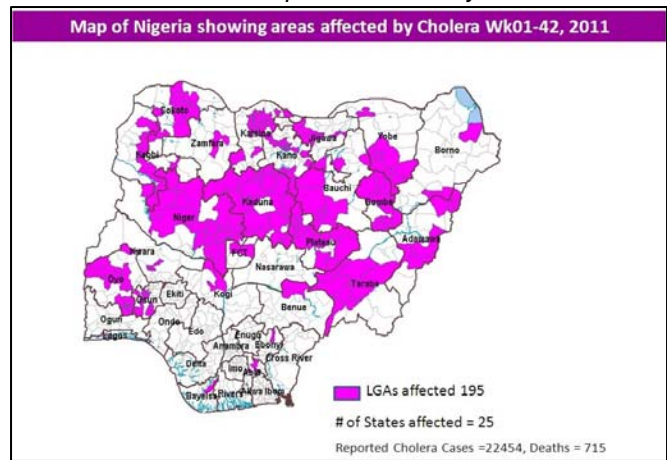 Map of Nigeria showing areas affected by Cholera Wk01-42, 2011
Sokoto
Katsina
Jigawa
Yobe
Borno
Zamfara
Kebbi
Kano
Bauchi
Gombe
Kaduna
Niger
Adamawa
Plateau
FCT
Kwara
Nasarawa
Taraba
Oyo
Kogi
Osun
Ekiti
Benue
Ogun
Ondo
Edo
Lagos
Enugu
Anambra
Ebonyi
Cross River
Delta
Imo
Abia
Bayelsa
Rivers
Akwa Ibom
LGAs affected 195
# of States affected = 25
Reported Cholera Cases =22454, Deaths = 715